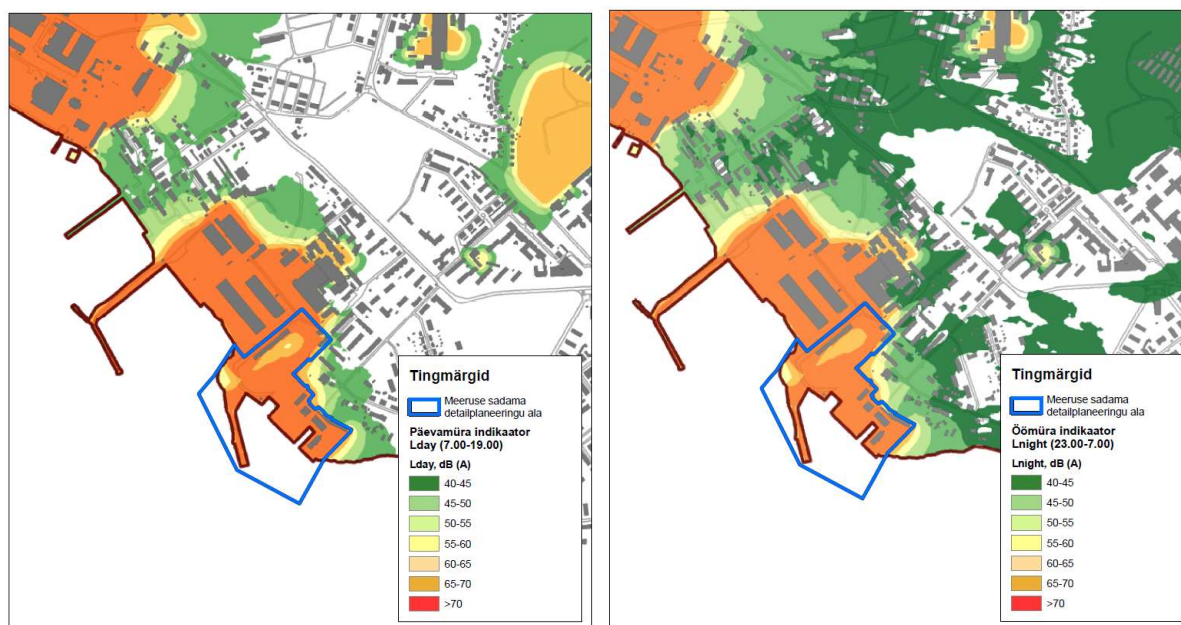 Tingmärgid
Meeruse sadama
detailplaneeringu ala
Päevamüra indikaator
Lday (7.00-19.00)
Lday, dB (A)
40-45
45-50
50-55
55-60
60-65
65-70
>70
Tingmärgid
Meeruse sadama
detailplaneeringu ala
Öömüra indikaator
Lnight (23.00-7.00)
Lnight, dB (A)
40-45
45-50
50-55
55-60
60-65
65-70
>70